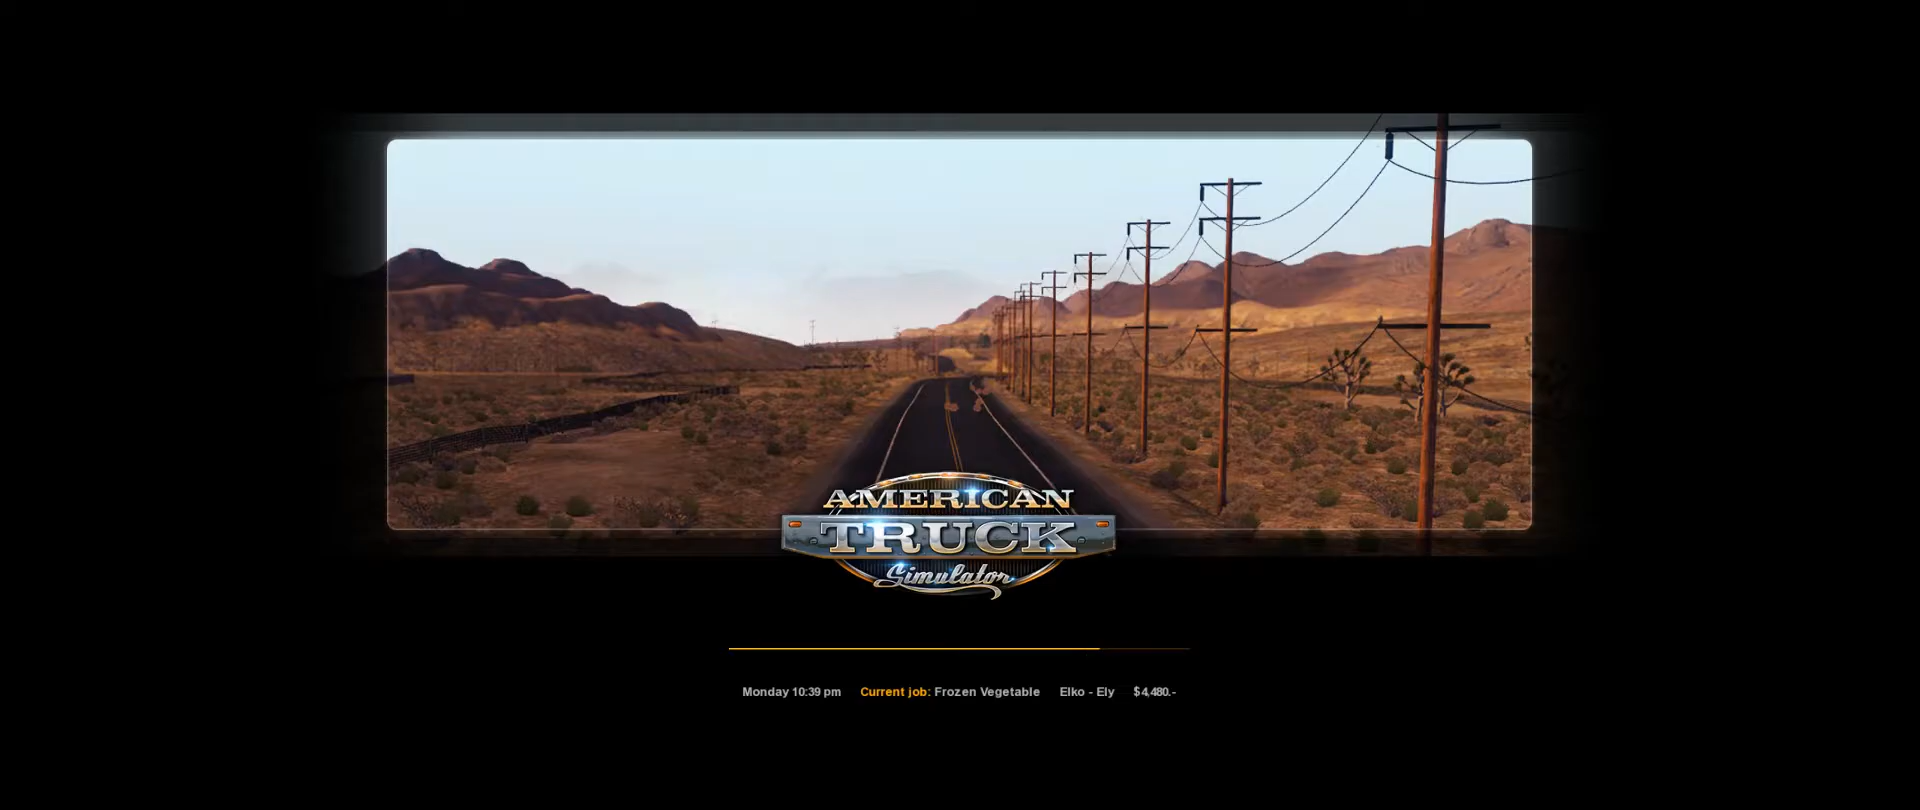 AMERICAN
TRUCK
Simulator
Monday 10:39 pm Current job: Frozen Vegetable Elko - Ely $4,480.-